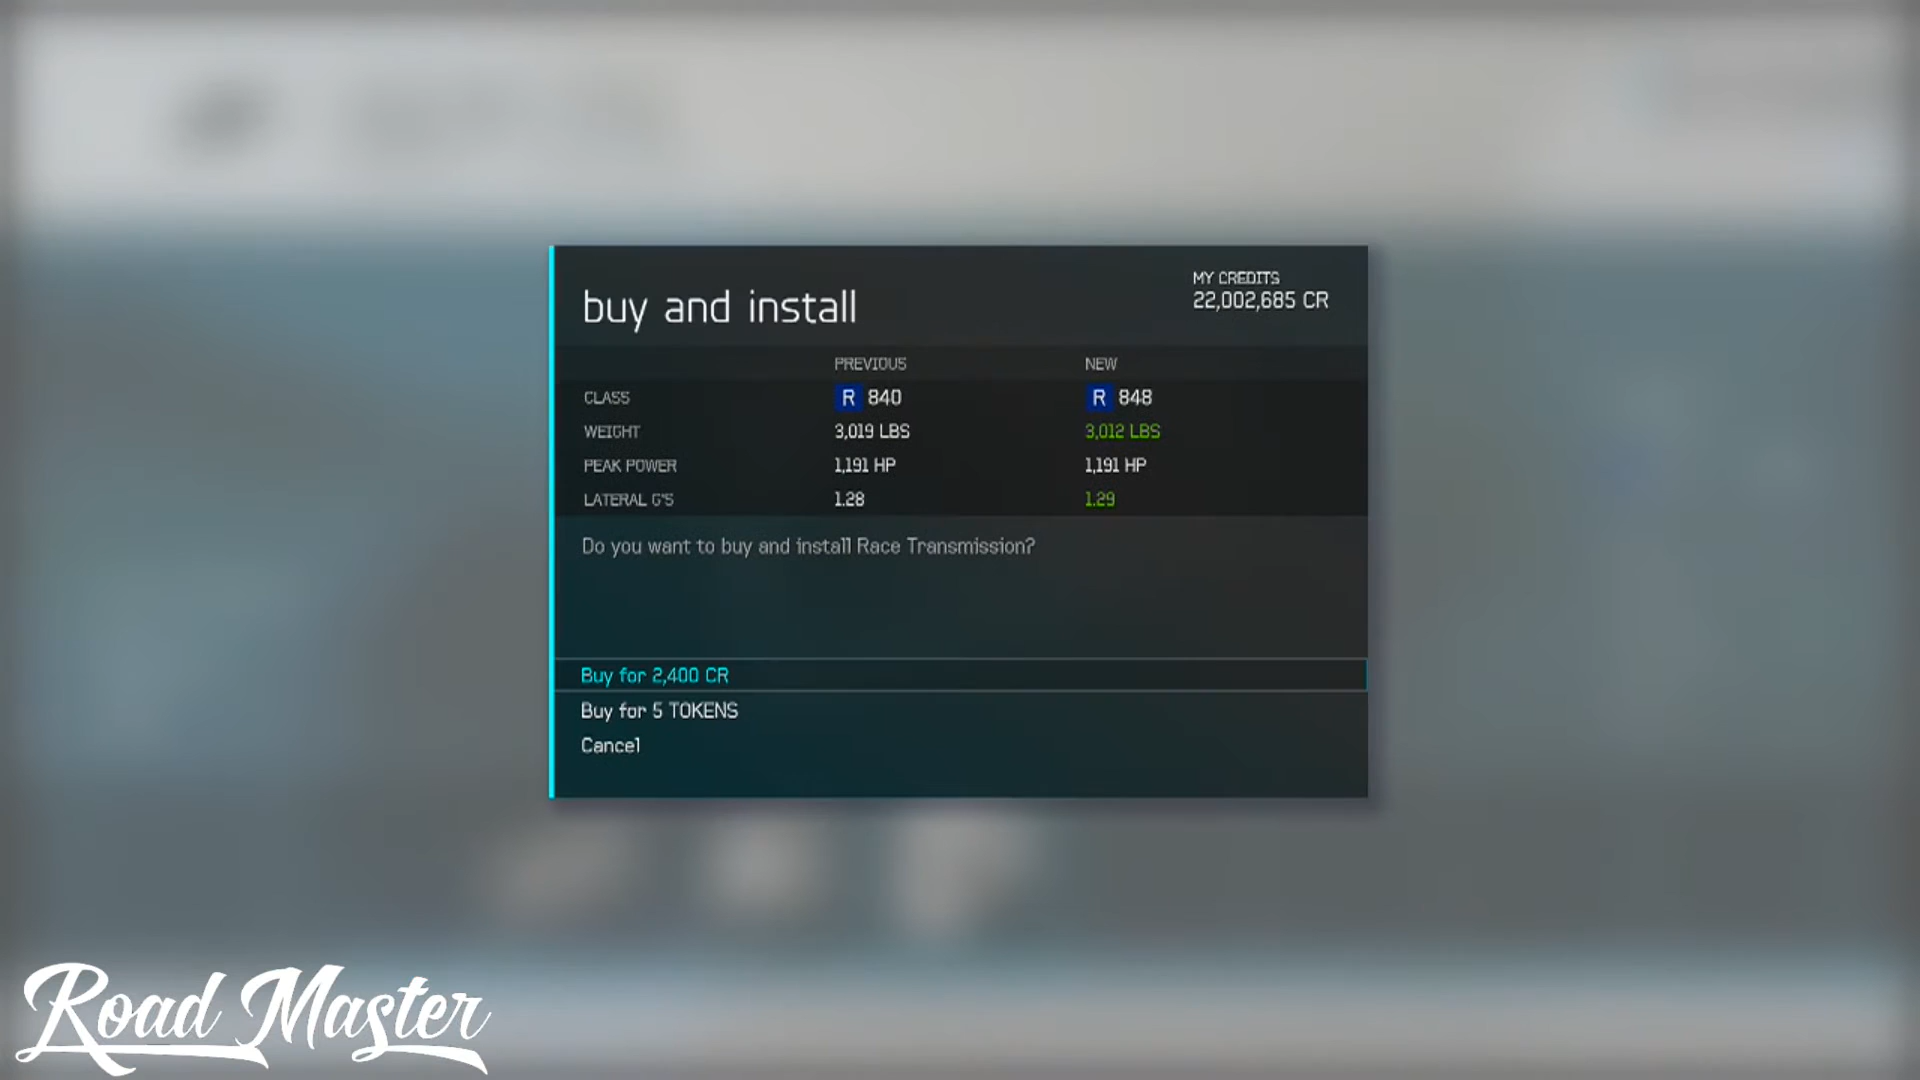 buy and install
MY CREDITS
22,002,685 CR
PREVIOUS NEW
CLASS R 840 R 848
WEIGHT 3,019 LBS 3,012 LBS
PEAK POWER 1,191 HP 1,191 HP
LATERAL G'S 1.28 1.29
Do you want to buy and install Race Transmission?
Buy for 2,400 CR
Buy for 5 TOKENS
Cancel
Road Master